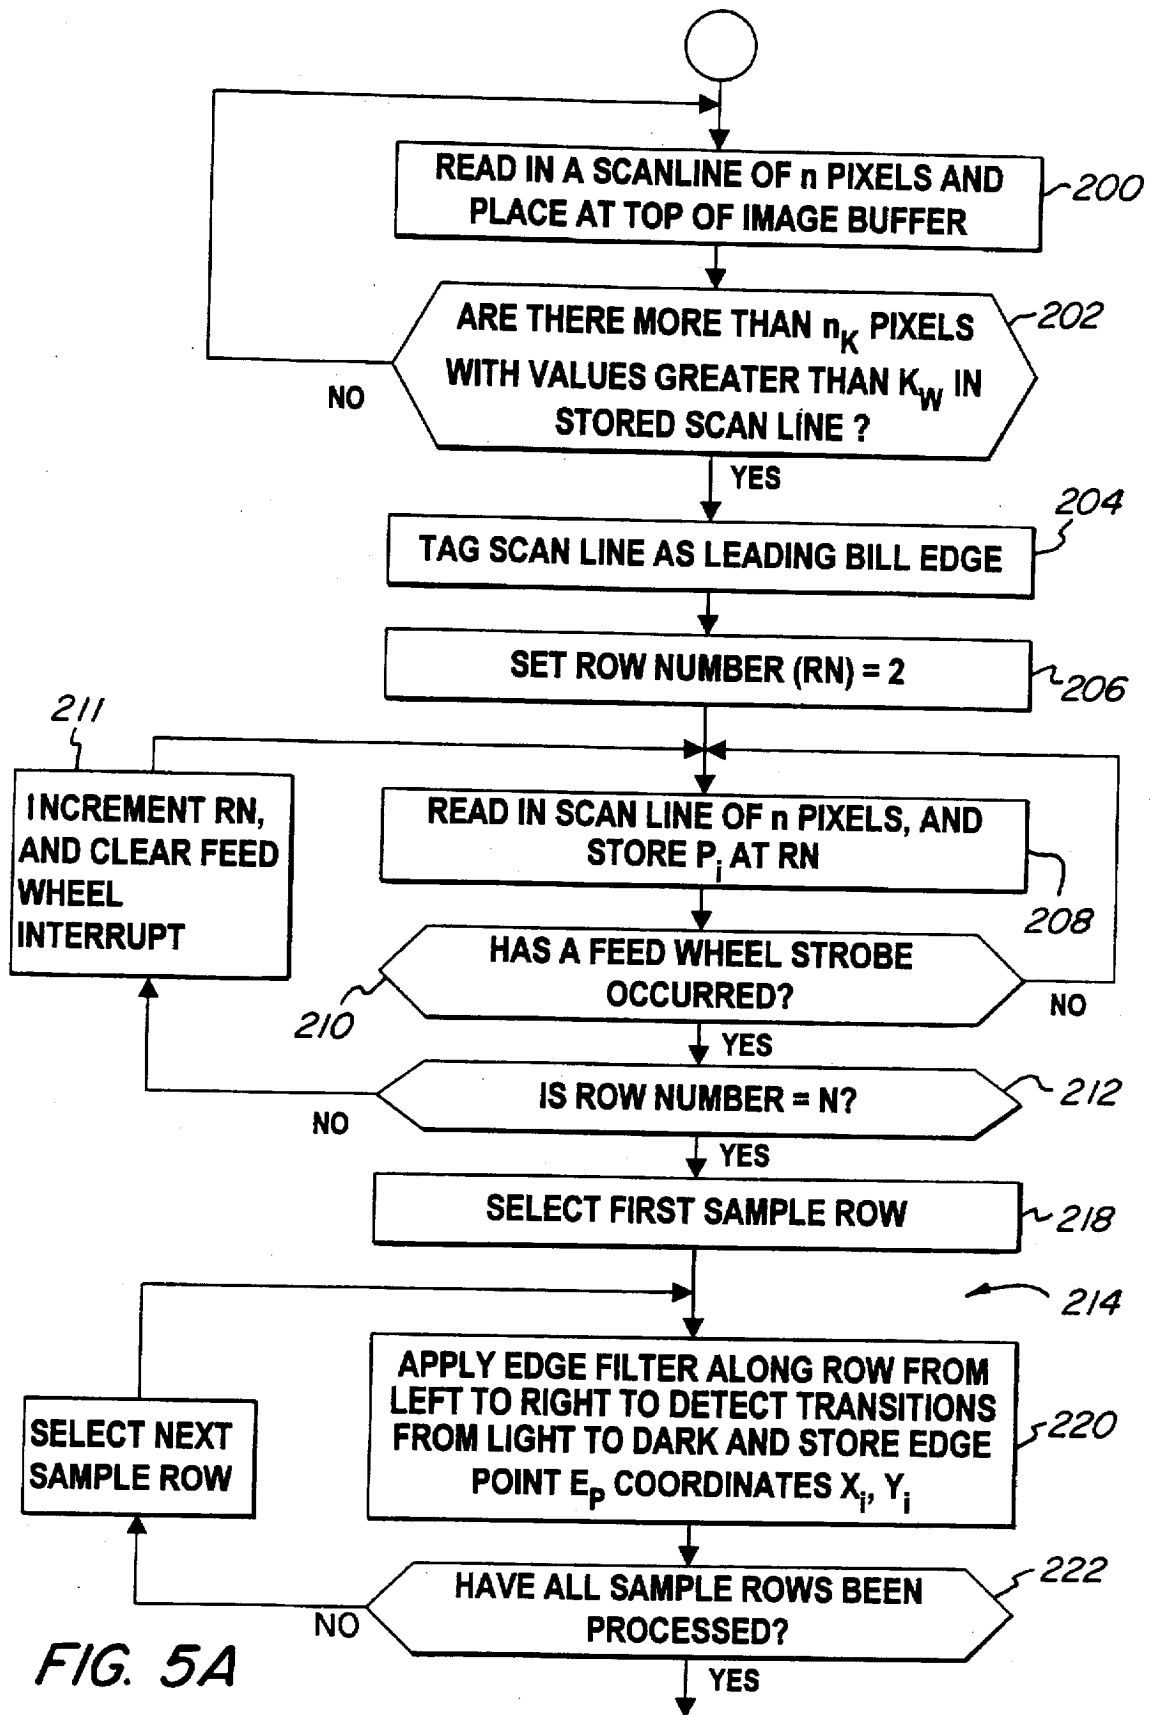 READ IN A SCANLINE OF n PIXELS AND
PLACE AT TOP OF IMAGE BUFFER
200
ARE THERE MORE THAN nK PIXELS
WITH VALUES GREATER THAN KW IN
STORED SCAN LINE ?
202
NO
YES
TAG SCAN LINE AS LEADING BILL EDGE
204
SET ROW NUMBER (RN) = 2
206
211
INCREMENT RN,
AND CLEAR FEED
WHEEL
INTERRUPT
READ IN SCAN LINE OF n PIXELS, AND
STORE Pi AT RN
208
HAS A FEED WHEEL STROBE
OCCURRED?
210
NO
YES
IS ROW NUMBER = N?
212
NO
YES
SELECT FIRST SAMPLE ROW
218
214
APPLY EDGE FILTER ALONG ROW FROM
LEFT TO RIGHT TO DETECT TRANSITIONS
FROM LIGHT TO DARK AND STORE EDGE
POINT EP COORDINATES Xi, Yi
220
SELECT NEXT
SAMPLE ROW
HAVE ALL SAMPLE ROWS BEEN
PROCESSED?
222
NO
YES
FIG. 5A